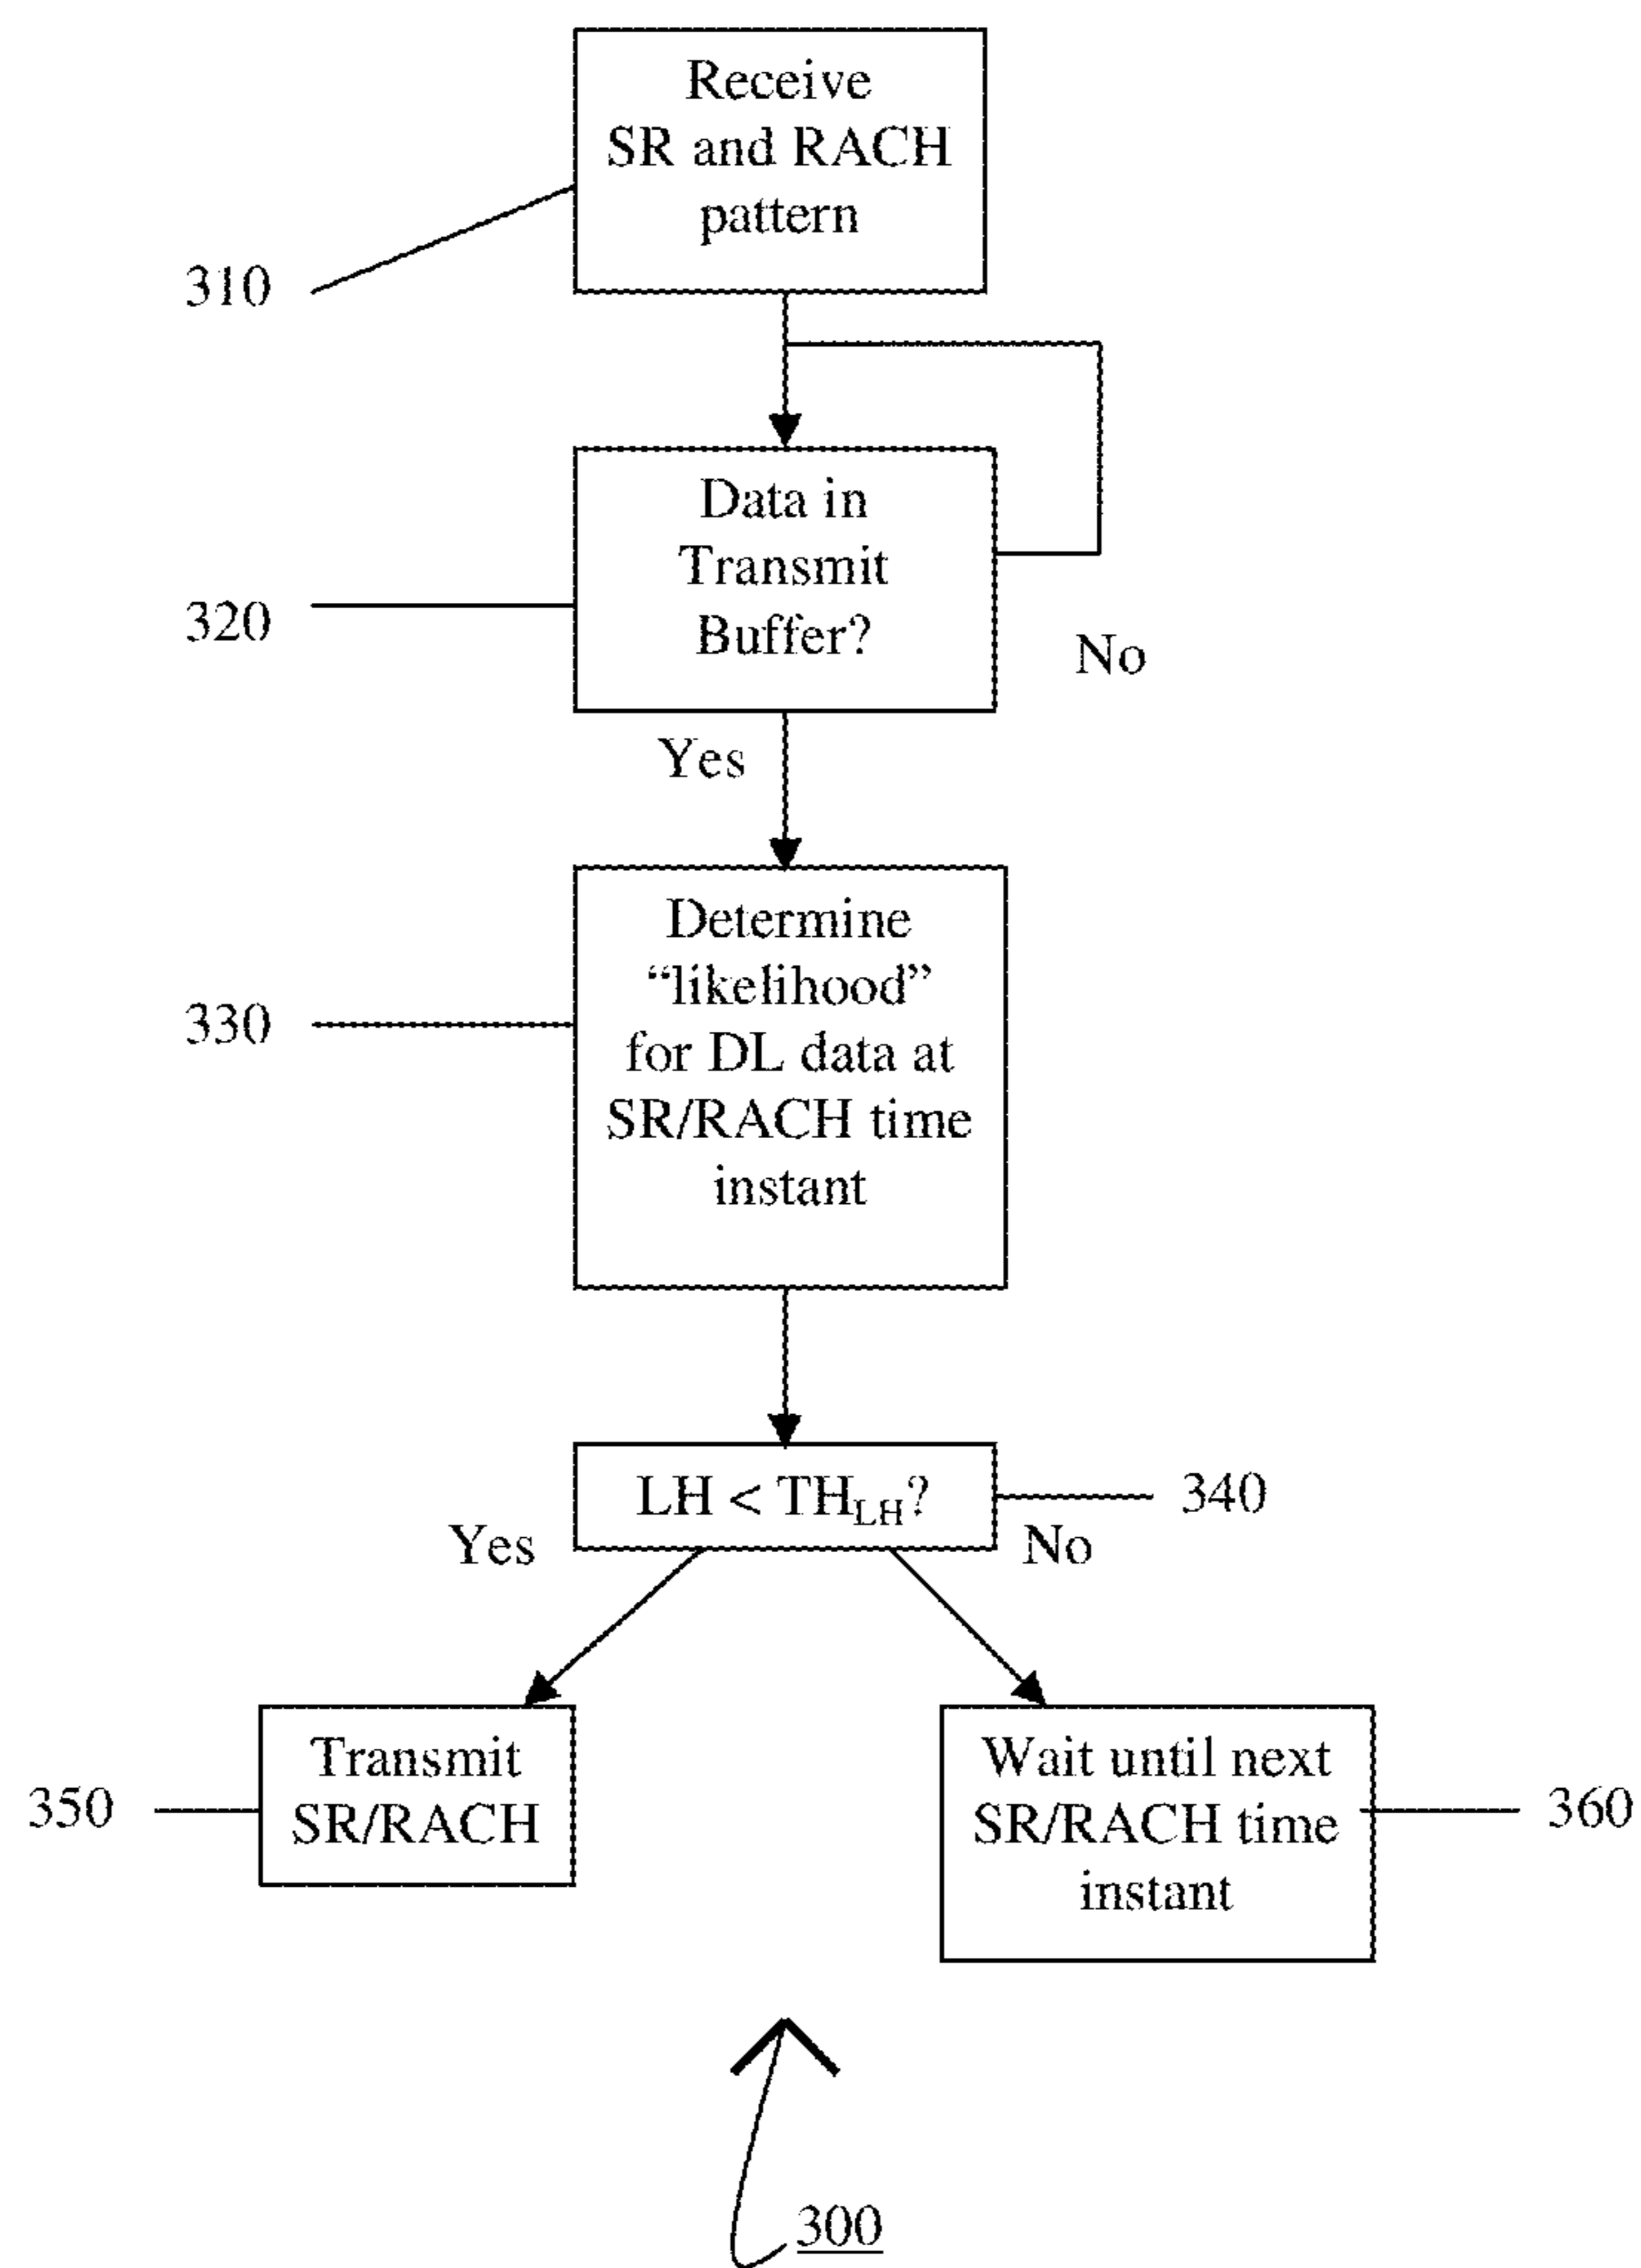 Receive
SR and RACH
pattern
310
Data in
Transmit
Buffer?
320
No
Yes
Determine
“likelihood”
for DL data at
SR/RACH time
instant
330
LH < THLH?
340
Yes
No
Transmit
SR/RACH
350
Wait until next
SR/RACH time
instant
360
300